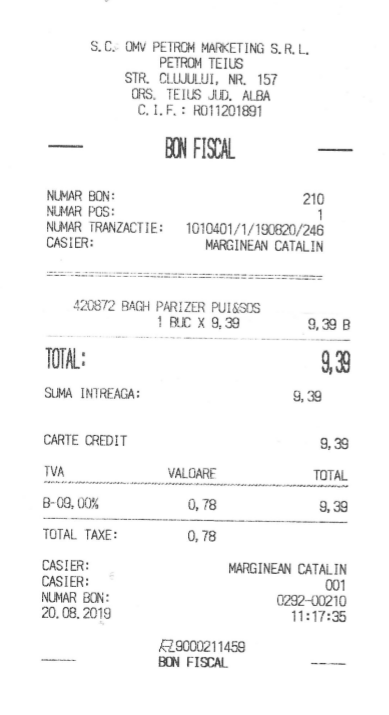 S.C. OMV PETROM MARKETING S.R.L.
PETROM TEIUS
STR. CLUJULUI, NR. 157
ORS. TEIUS JUD. ALBA
C.I.F.: RO11201891
BON FISCAL
NUMAR BON: 210
NUMAR POS: 1
NUMAR TRANZACTIE: 1010401/1/190820/246
CASIER: MARGINEAN CATALIN
420872 BAGH PARIZER PUI&SOS
1 BUC X 9,39 9,39 B
TOTAL: 9,39
SUMA INTREAGA: 9,39
CARTE CREDIT 9,39
TVA VALOARE TOTAL
B-09,00% 0,78 9,39
TOTAL TAXE: 0,78
CASIER: MARGINEAN CATALIN
CASIER: 001
NUMAR BON: 0292-00210
20.08.2019 11:17:35
9000211459
BON FISCAL